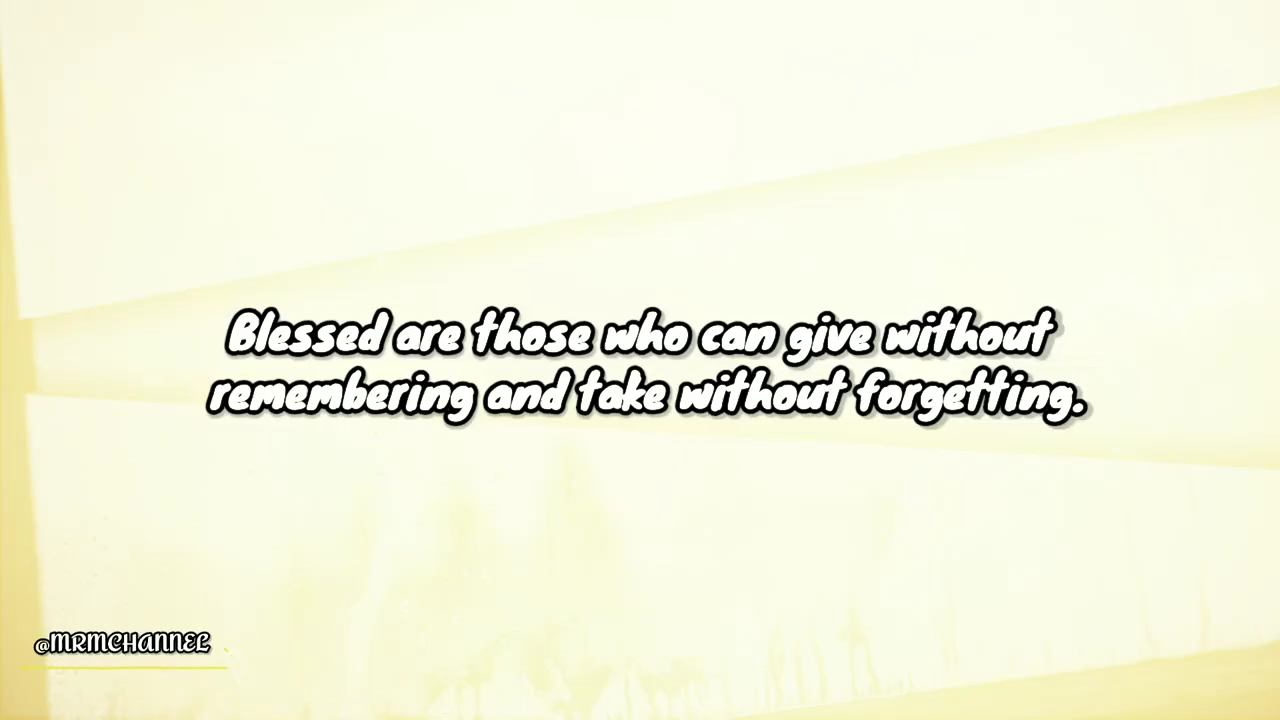 Blessed are those who can give without
remembering and take without forgetting.
@MRMCHANNEL